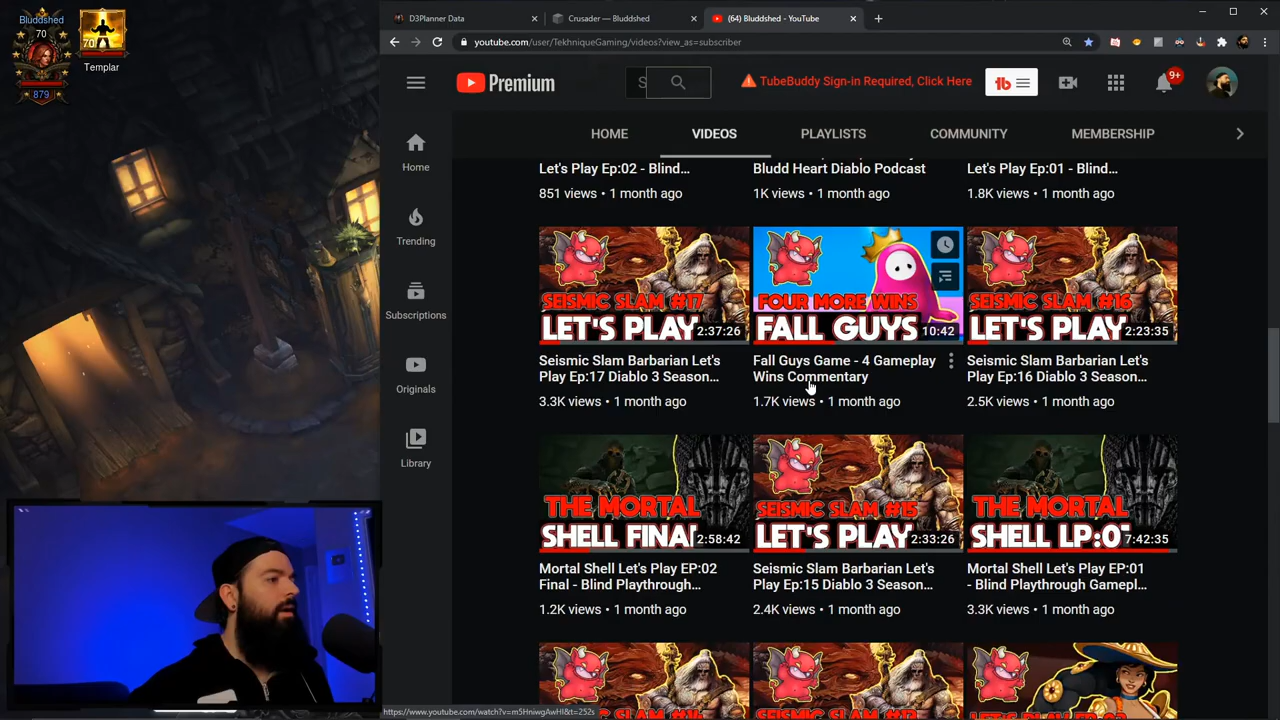 Bluddshed
70
70
Templar
879
D3Planner Data
Crusader — Bluddshed
(64) Bluddshed - YouTube
youtube.com/user/TekhniqueGaming/videos?view_as=subscriber
Premium
S
TubeBuddy Sign-in Required, Click Here
tb
9+
HOME
VIDEOS
PLAYLISTS
COMMUNITY
MEMBERSHIP
Home
Trending
Subscriptions
Originals
Library
Let's Play Ep:02 - Blind...
851 views • 1 month ago
Bludd Heart Diablo Podcast
1K views • 1 month ago
Let's Play Ep:01 - Blind...
1.8K views • 1 month ago
SEISMIC SLAM #17
LET'S PLAY
2:37:26
Seismic Slam Barbarian Let's
Play Ep:17 Diablo 3 Season...
3.3K views • 1 month ago
FOUR MORE WINS
FALL GUYS
10:42
Fall Guys Game - 4 Gameplay
Wins Commentary
1.7K views • 1 month ago
SEISMIC SLAM #16
LET'S PLAY
2:23:35
Seismic Slam Barbarian Let's
Play Ep:16 Diablo 3 Season...
2.5K views • 1 month ago
THE MORTAL
SHELL FINAL
2:58:42
Mortal Shell Let's Play EP:02
Final - Blind Playthrough...
1.2K views • 1 month ago
SEISMIC SLAM #15
LET'S PLAY
2:33:26
Seismic Slam Barbarian Let's
Play Ep:15 Diablo 3 Season...
2.4K views • 1 month ago
THE MORTAL
SHELL LP:01
7:42:35
Mortal Shell Let's Play EP:01
- Blind Playthrough Gamepl...
3.3K views • 1 month ago
https://www.youtube.com/watch?v=m5HniwgAwHI&t=252s